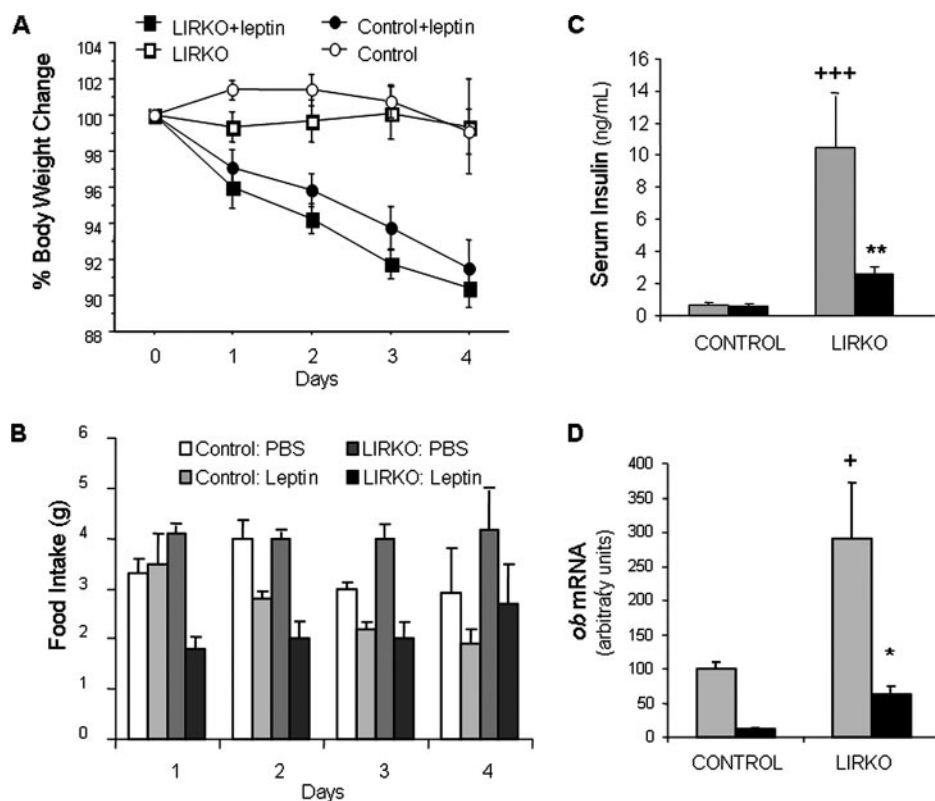 A
LIRKO+leptin
Control+leptin
LIRKO
Control
% Body Weight Change
104
102
100
98
96
94
92
90
88
0 1 2 3 4
Days
C
Serum Insulin (ng/mL)
16
14
12
10
8
6
4
2
0
+++
**
CONTROL LIRKO
B
Control: PBS
LIRKO: PBS
Control: Leptin
LIRKO: Leptin
Food Intake (g)
6
5
4
3
2
1
0
1 2 3 4
Days
D
ob mRNA
(arbitraty units)
400
350
300
250
200
150
100
50
0
+
*
CONTROL LIRKO